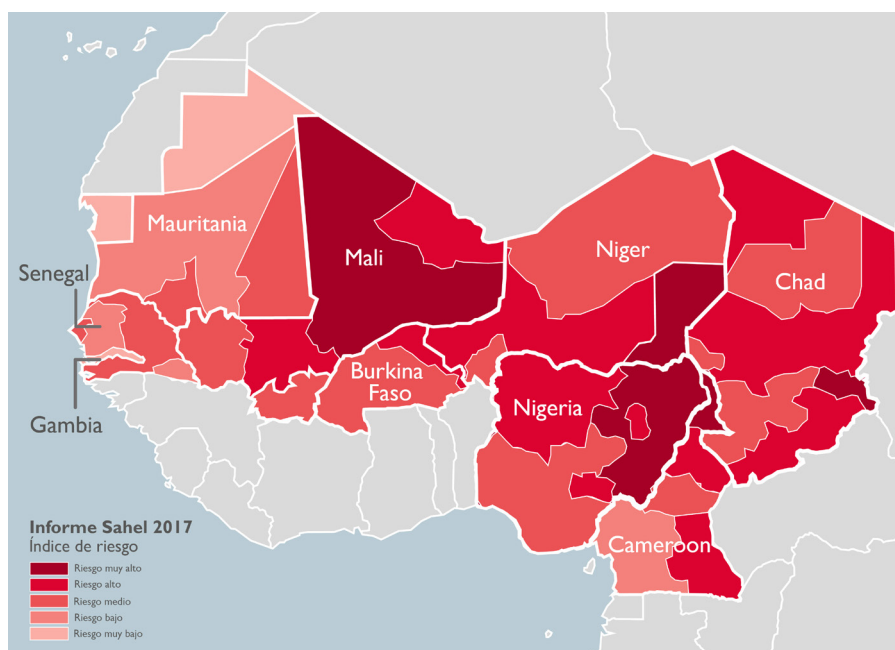 Mauritania
Senegal
Mali
Niger
Chad
Burkina
Faso
Nigeria
Gambia
Cameroon
Informe Sahel 2017
Índice de riesgo
Riesgo muy alto
Riesgo alto
Riesgo medio
Riesgo bajo
Riesgo muy bajo